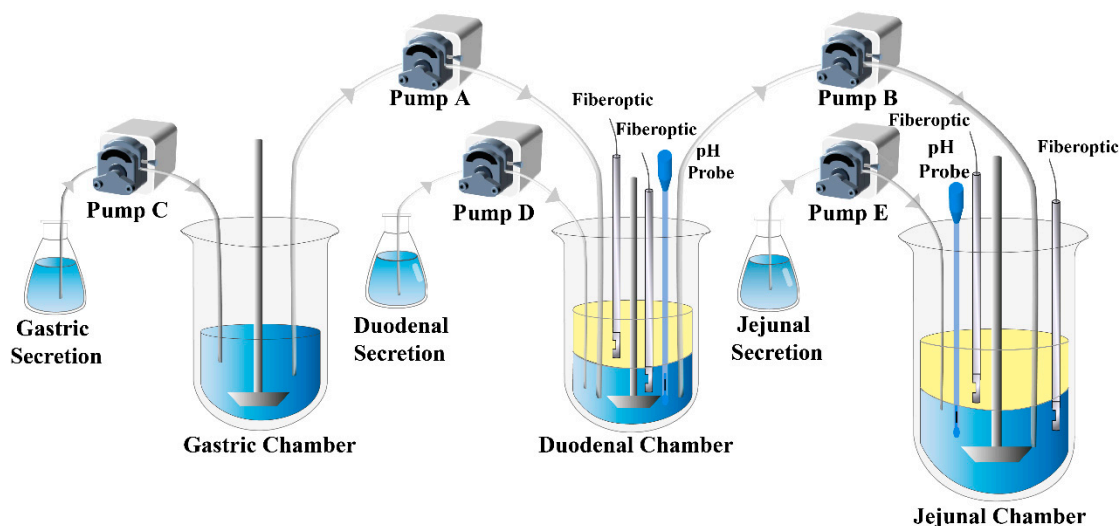 Pump A
Pump B
Fiberoptic
Fiberoptic
pH
Probe
Fiberoptic
pH
Probe
Fiberoptic
Pump C
Pump D
Pump E
Gastric
Secretion
Duodenal
Secretion
Jejunal
Secretion
Gastric Chamber
Duodenal Chamber
Jejunal Chamber